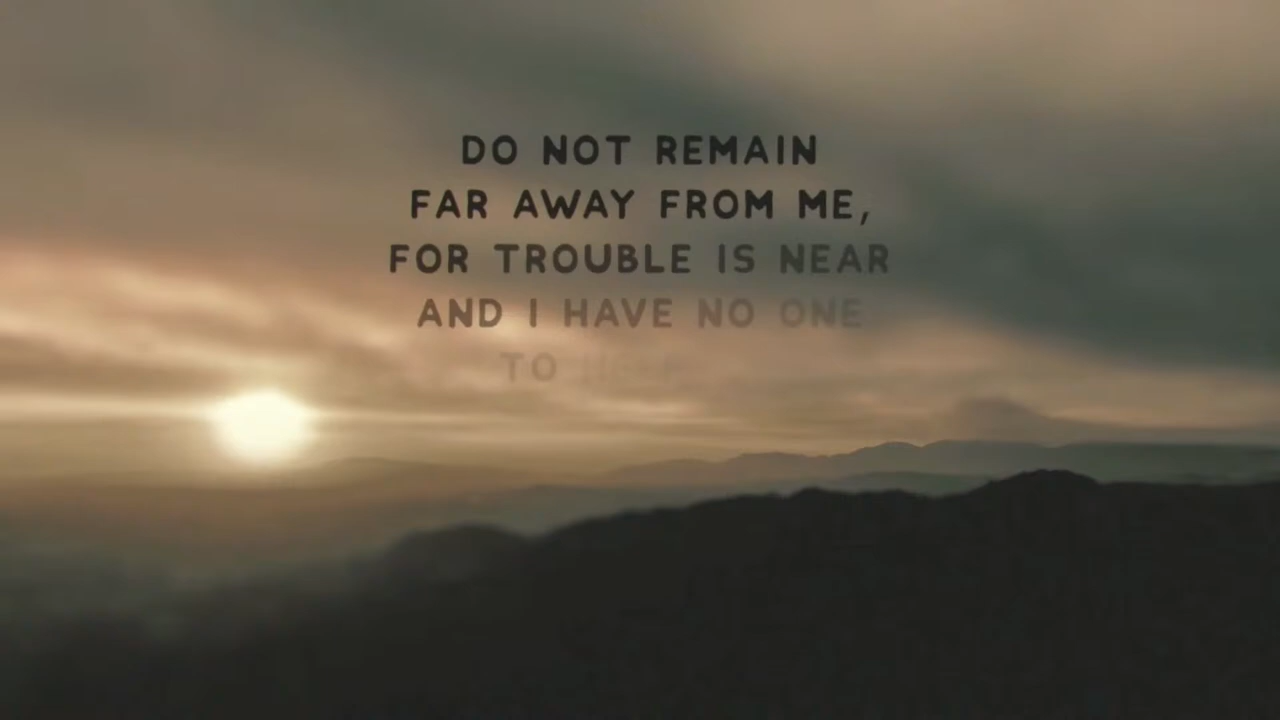 DO NOT REMAIN
FAR AWAY FROM ME,
FOR TROUBLE IS NEAR
AND I HAVE NO ONE
TO